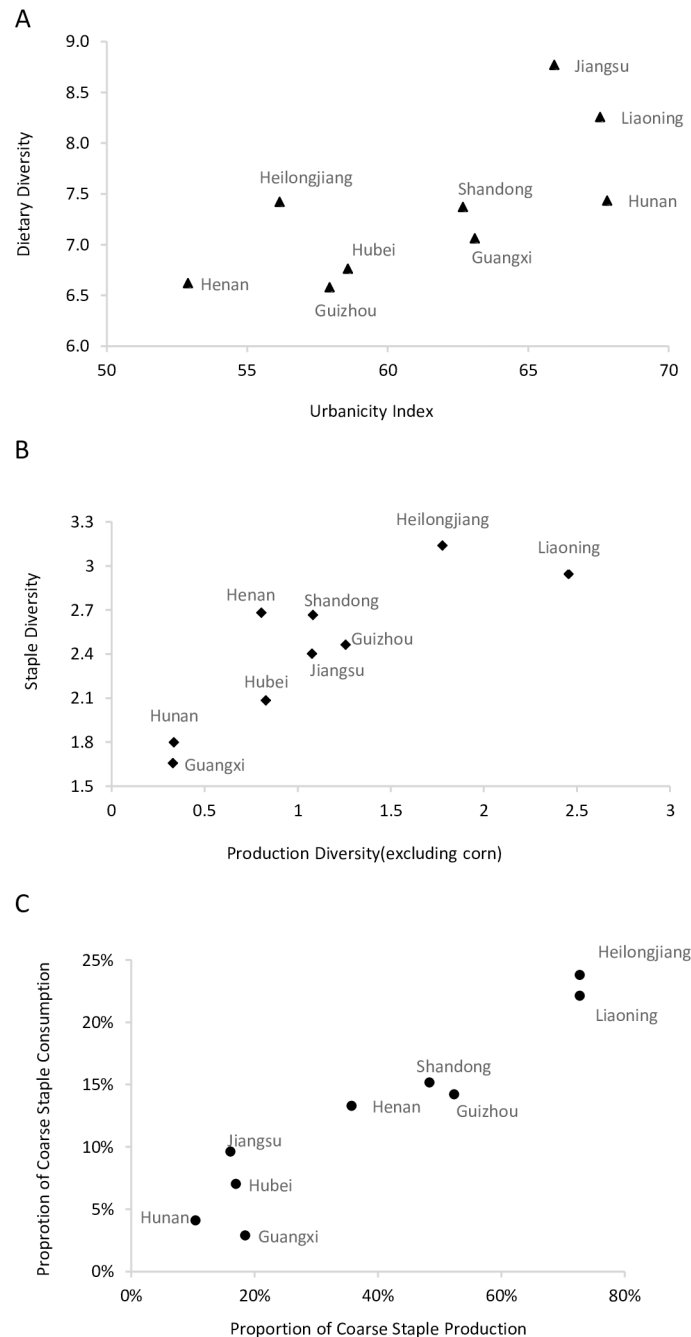 A
9.0
8.5
8.0
7.5
7.0
6.5
6.0
Dietary Diversity
Jiangsu
Liaoning
Heilongjiang
Shandong
Hunan
Hubei
Guangxi
Henan
Guizhou
50 55 60 65 70
Urbanicity Index
B
3.3
3
2.7
2.4
2.1
1.8
1.5
Staple Diversity
Heilongjiang
Liaoning
Henan
Shandong
Guizhou
Jiangsu
Hubei
Hunan
Guangxi
0 0.5 1 1.5 2 2.5 3
Production Diversity(excluding corn)
C
25%
20%
15%
10%
5%
0%
Proprotion of Coarse Staple Consumption
Heilongjiang
Liaoning
Shandong
Henan
Guizhou
Jiangsu
Hubei
Hunan
Guangxi
0% 20% 40% 60% 80%
Proportion of Coarse Staple Production